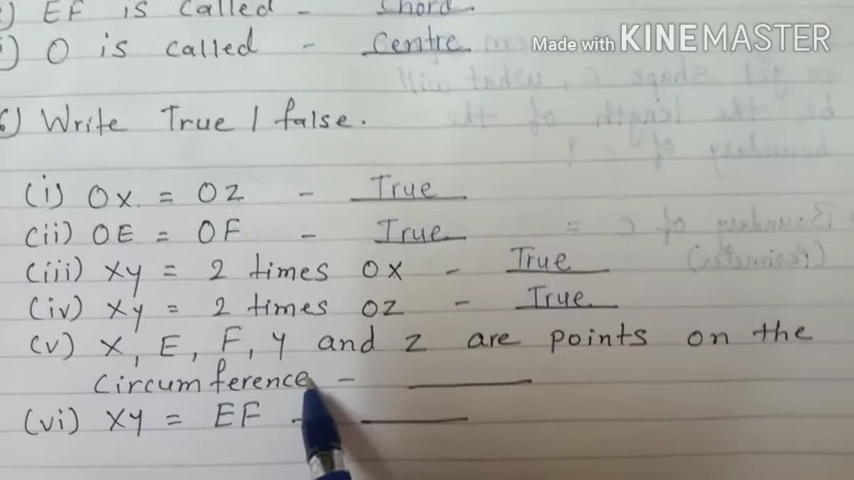 ) EF is called - Chord.
5) O is called - Centre.
Made with KINEMASTER
6) Write True / false.
(i) OX = OZ - True
(ii) OE = OF - True
(iii) XY = 2 times OX - True
(iv) XY = 2 times OZ - True
(v) X, E, F, Y and Z are points on the
circumference -
(vi) XY = EF -